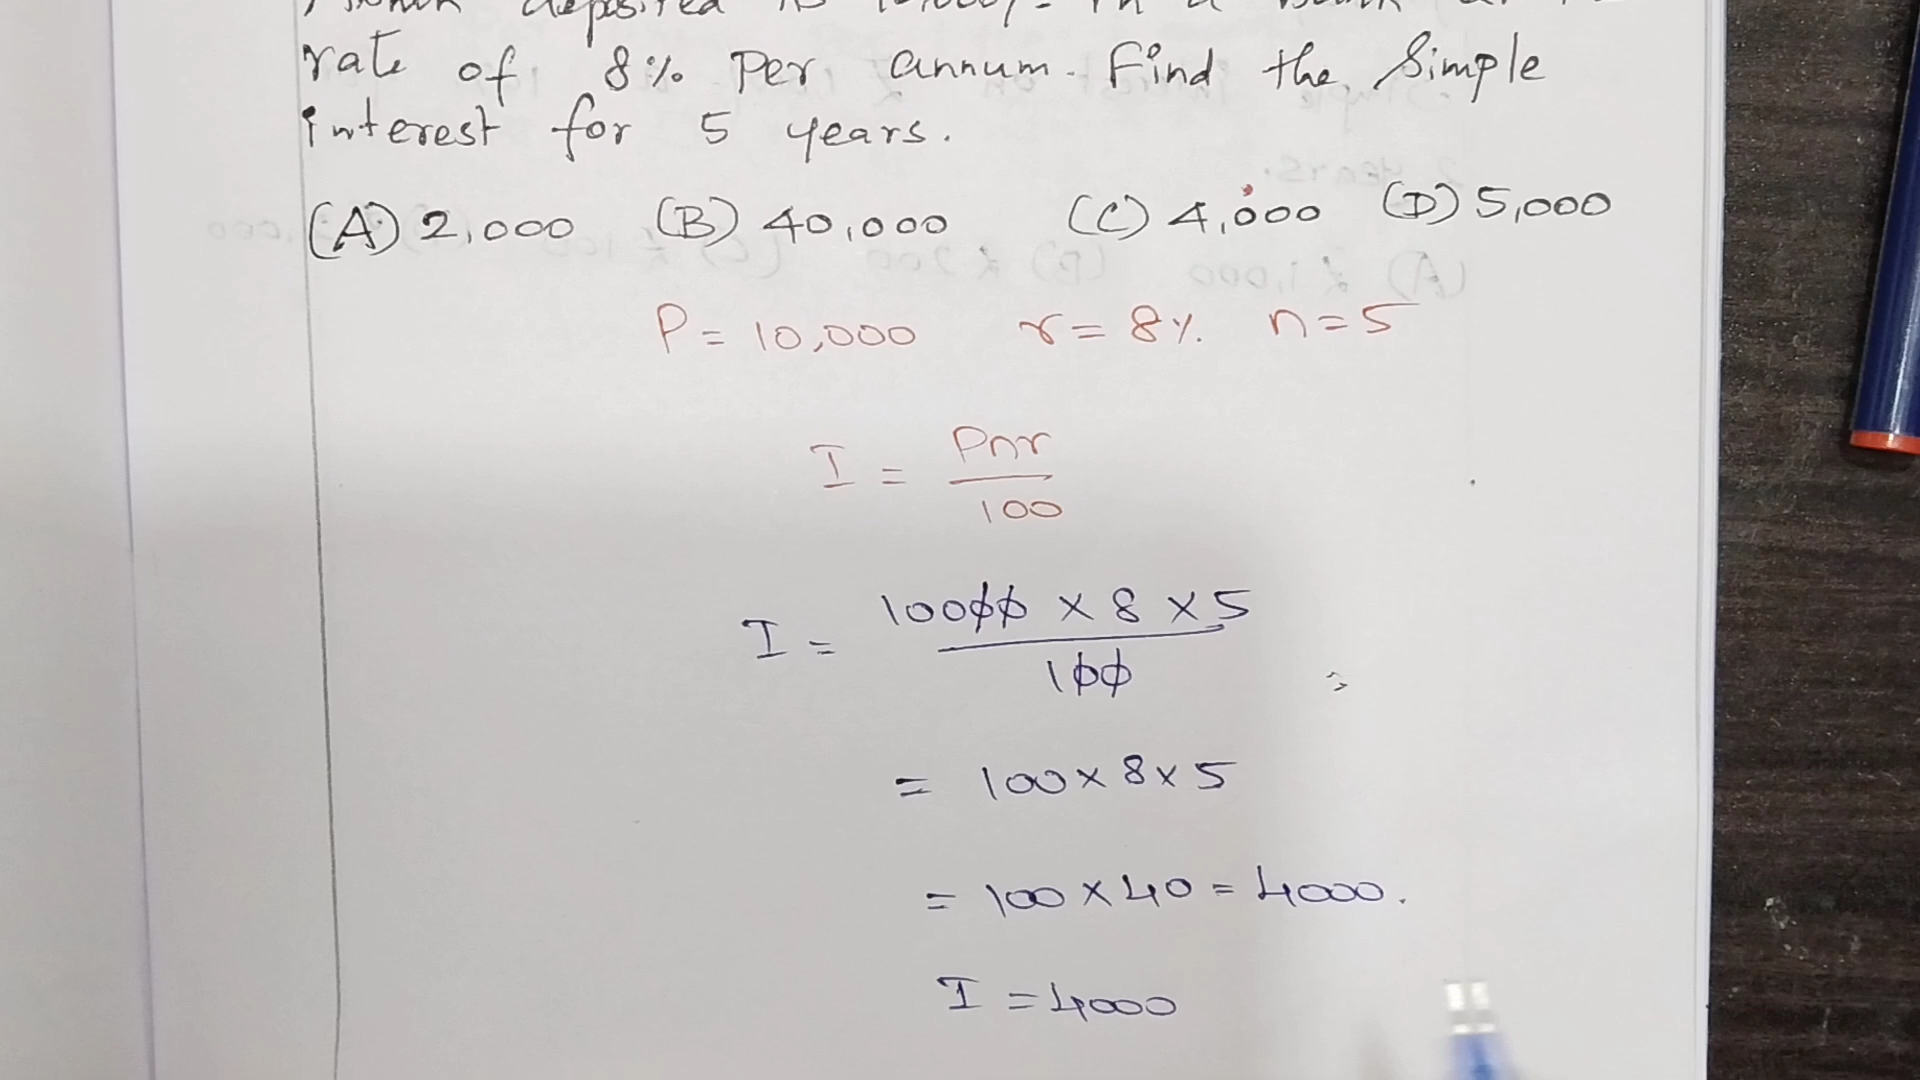 deposited
rate of 8% Per annum. Find the Simple
interest for 5 years.
(A) 2,000 (B) 40,000 (C) 4,000 (D) 5,000
P = 10,000 r = 8% n = 5
I = Pnr / 100
I = 10000 × 8 × 5 / 100
= 100 × 8 × 5
= 100 × 40 = 4000.
I = 4000